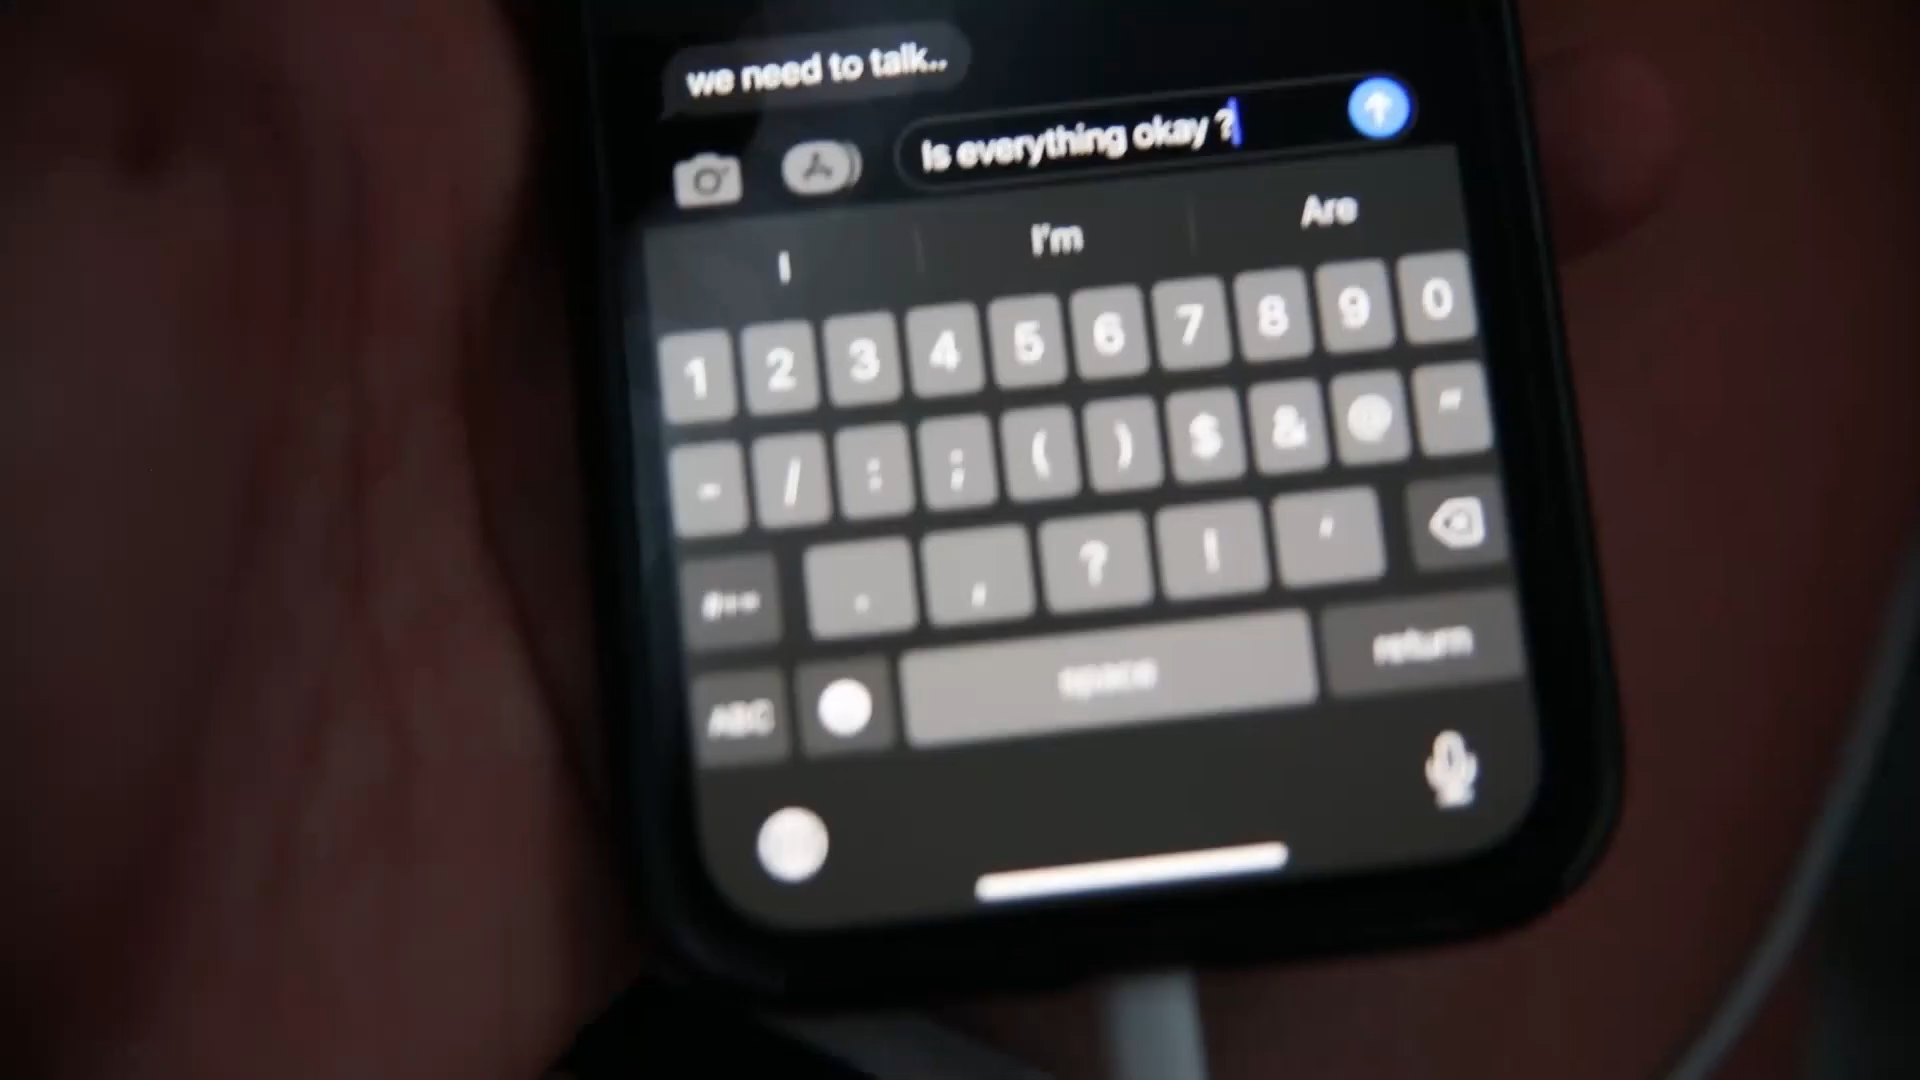 we need to talk..
Is everything okay ?
I I'm Are
1 2 3 4 5 6 7 8 9 0
- / : ; ( ) $ & @ "
#+= . , ? ! '
ABC space return